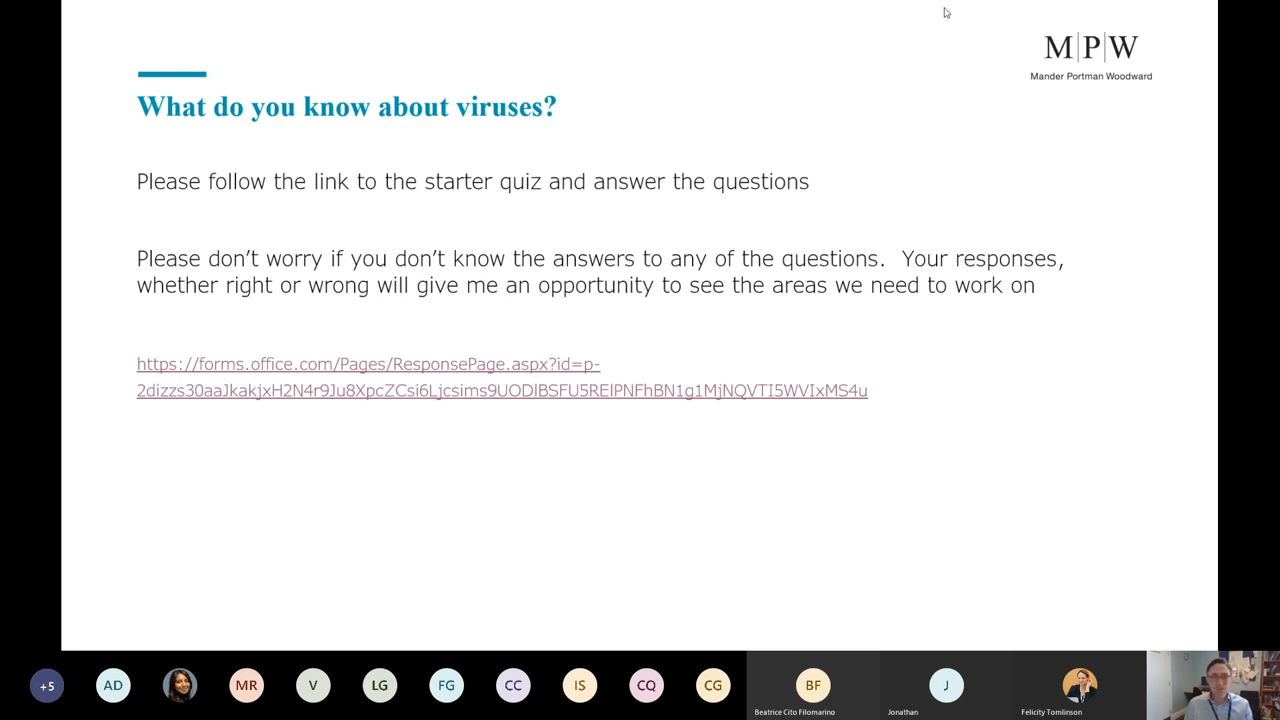 M|P|W
Mander Portman Woodward
What do you know about viruses?
Please follow the link to the starter quiz and answer the questions
Please don’t worry if you don’t know the answers to any of the questions. Your responses,
whether right or wrong will give me an opportunity to see the areas we need to work on
https://forms.office.com/Pages/ResponsePage.aspx?id=p-
2dizzs30aaJkakjxH2N4r9Ju8XpcZCsi6Ljcsims9UODlBSFU5RElPNFhBN1g1MjNQVTI5WVIxMS4u
+5
AD
MR
V
LG
FG
CC
IS
CQ
CG
BF
J
Beatrice Cito Filomarino
Jonathan
Felicity Tomlinson